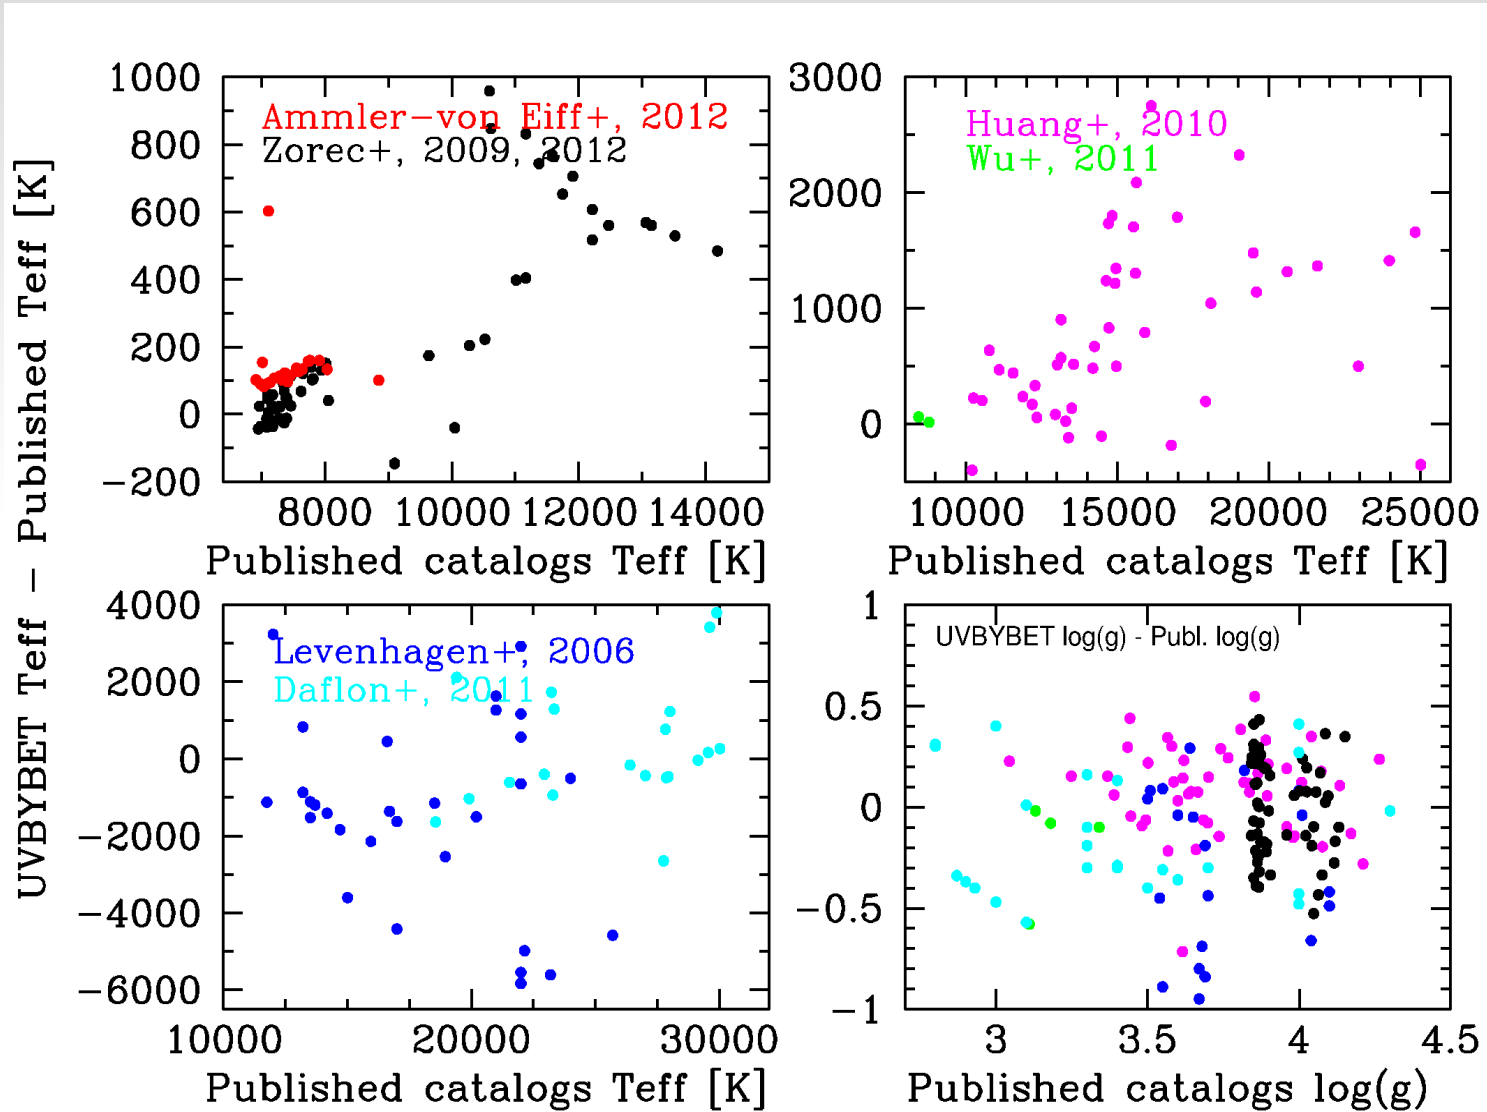 UVBYBET Teff − Published Teff [K]
1000
800
600
400
200
0
−200
Ammler−von Eiff+, 2012
Zorec+, 2009, 2012
8000 10000 12000 14000
Published catalogs Teff [K]
3000
2000
1000
0
Huang+, 2010
Wu+, 2011
10000 15000 20000 25000
Published catalogs Teff [K]
4000
2000
0
−2000
−4000
−6000
Levenhagen+, 2006
Daflon+, 2011
10000 20000 30000
Published catalogs Teff [K]
1
0.5
0
−0.5
−1
UVBYBET log(g) - Publ. log(g)
3 3.5 4 4.5
Published catalogs log(g)